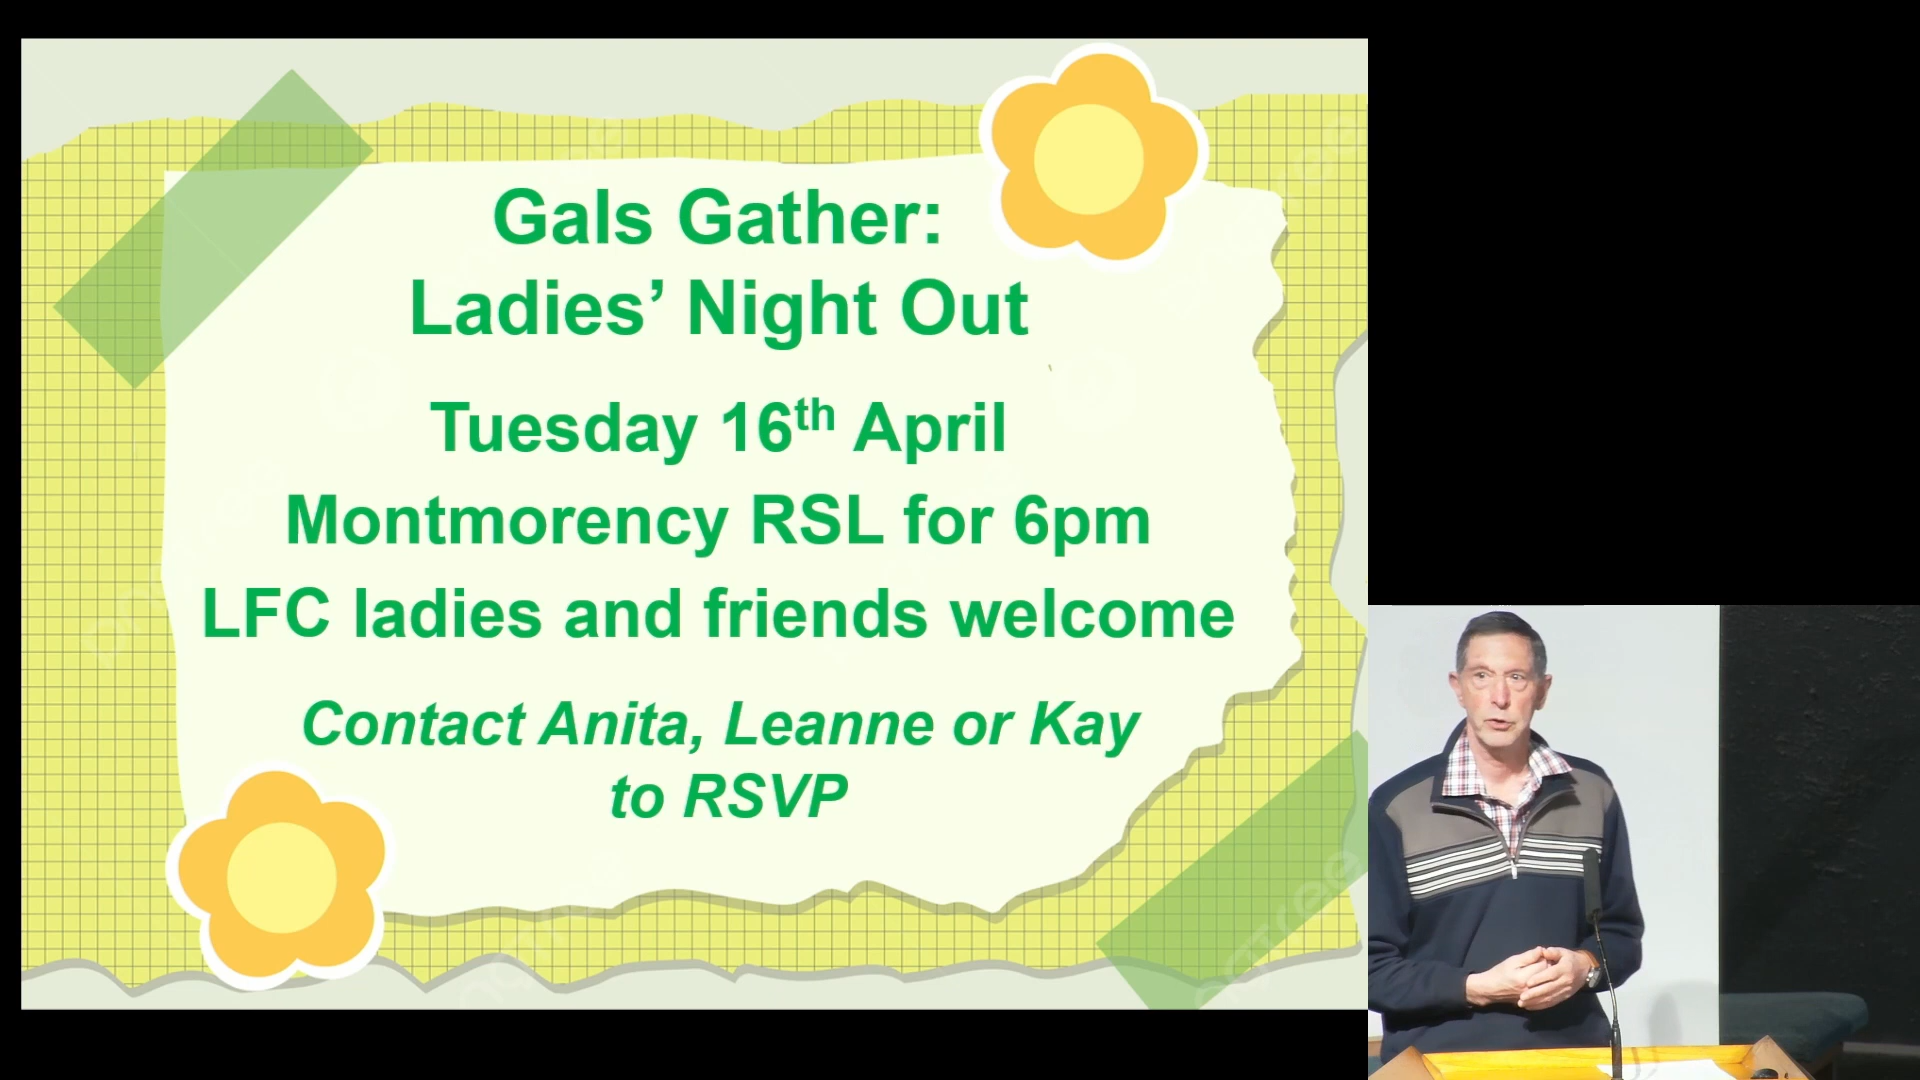 Gals Gather:
Ladies’ Night Out
Tuesday 16th April
Montmorency RSL for 6pm
LFC ladies and friends welcome
Contact Anita, Leanne or Kay
to RSVP